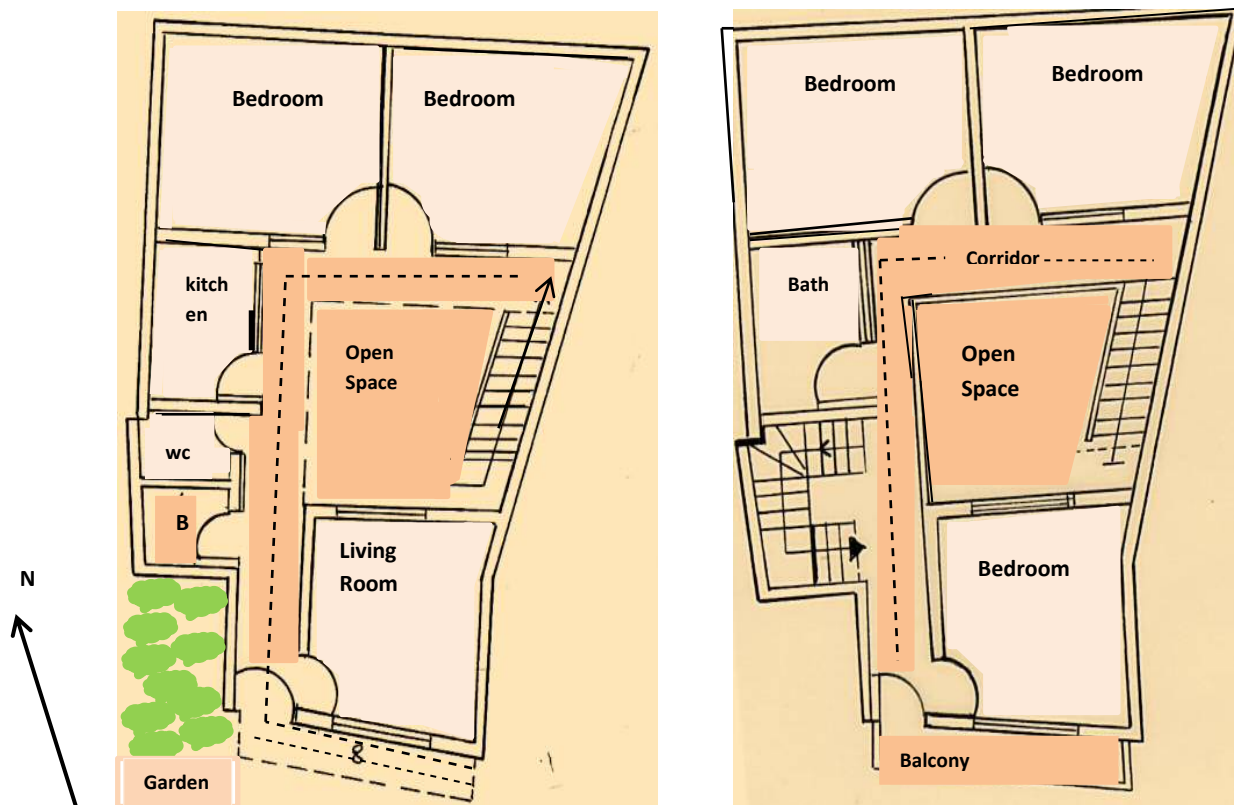 Bedroom
Bedroom
kitch
en
Open
Space
wc
B
Living
Room
N
Garden
Bedroom
Bedroom
Corridor
Bath
Open
Space
Bedroom
Balcony